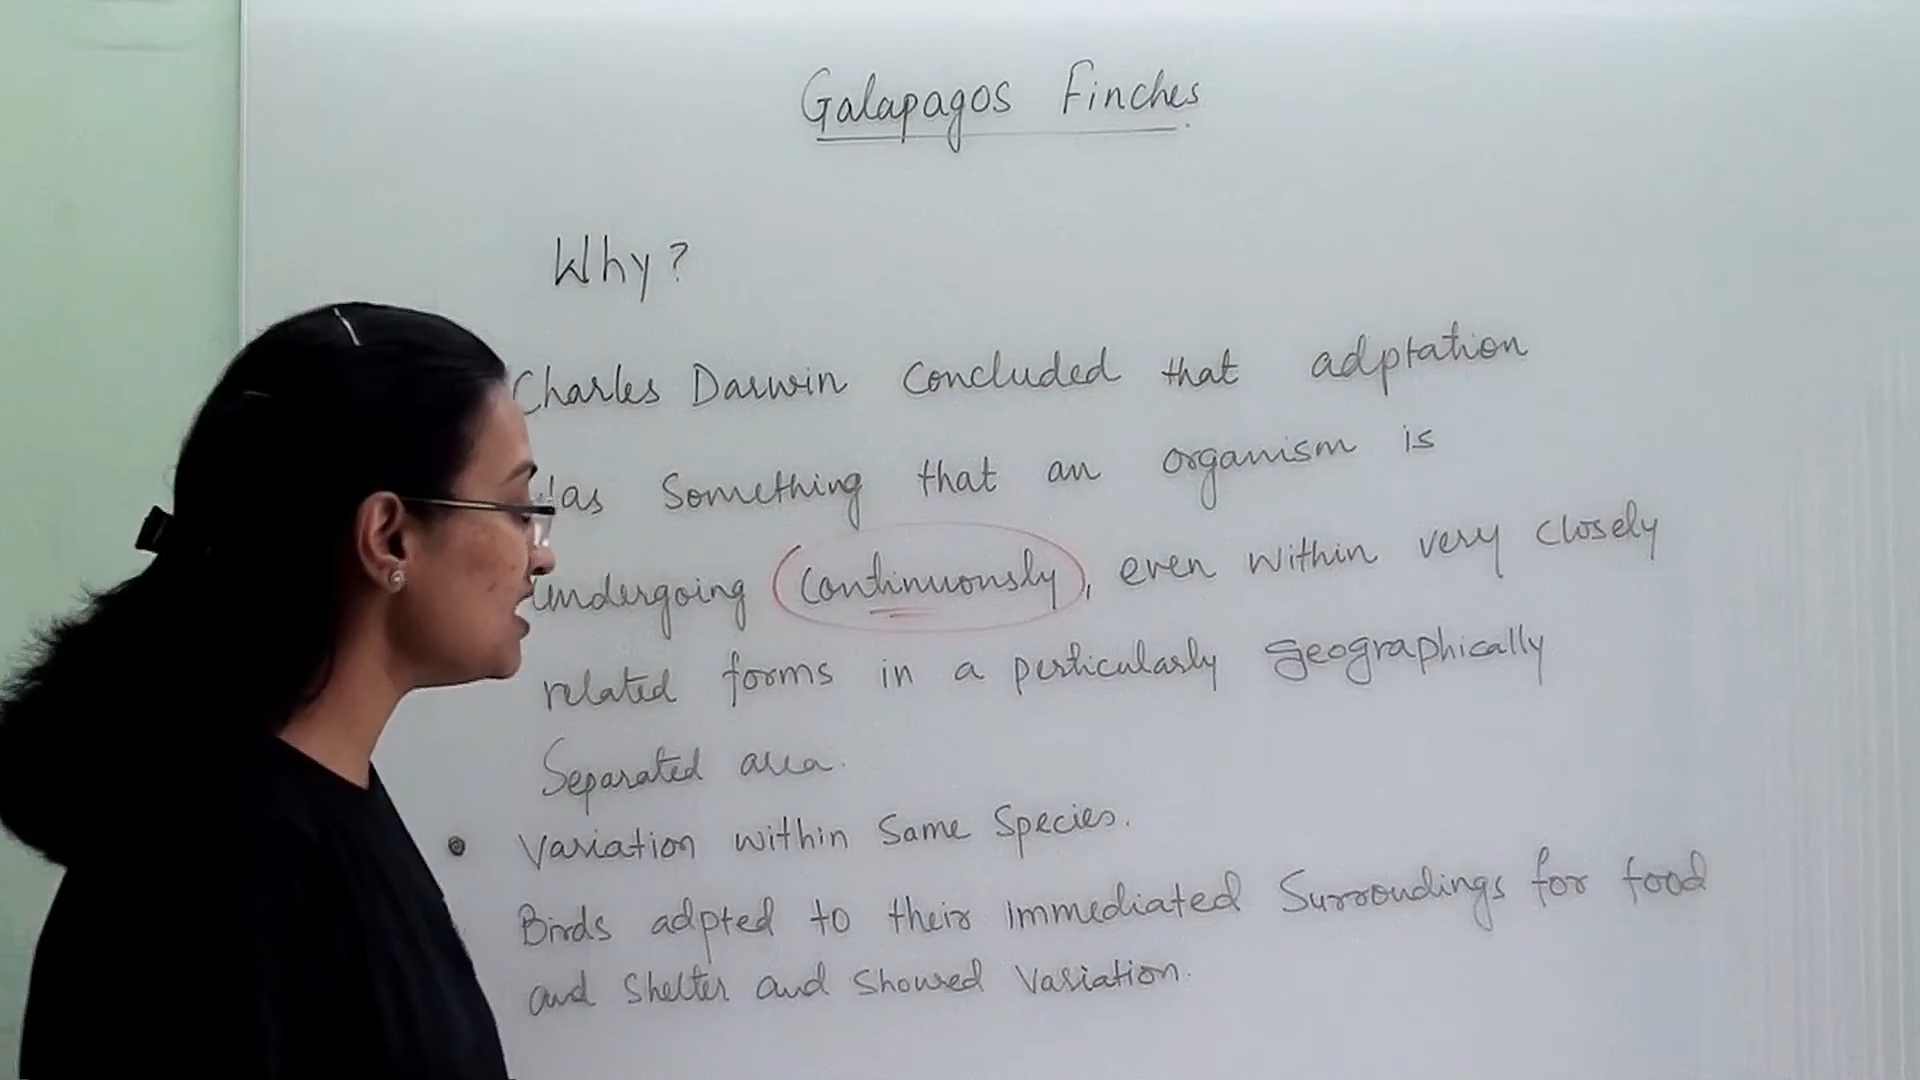 Galapagos Finches
Why?
Charles Darwin concluded that adptation
was something that an organism is
undergoing continuously, even within very closely
related forms in a perticularly geographically
Separated area.
• Variation within Same Species.
Birds adpted to their immediated Surroudings for food
and Shelter and Showed Variation.